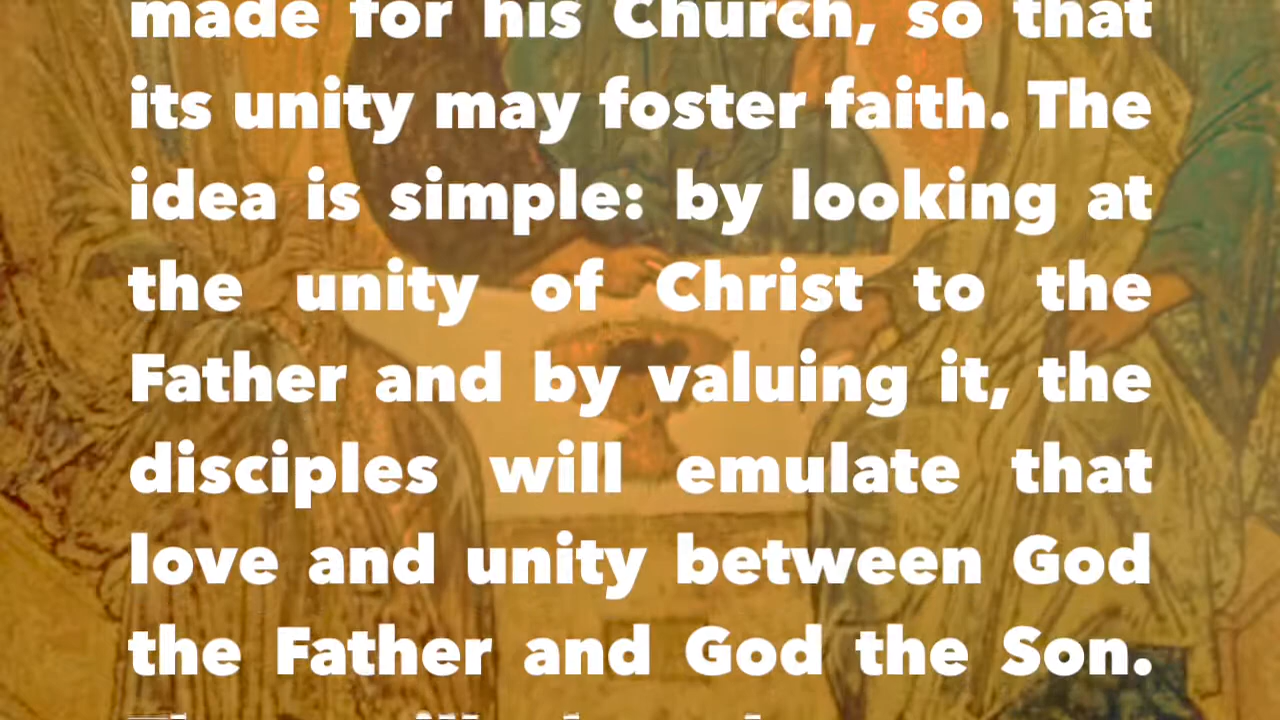 made for his Church, so that
its unity may foster faith. The
idea is simple: by looking at
the unity of Christ to the
Father and by valuing it, the
disciples will emulate that
love and unity between God
the Father and God the Son.